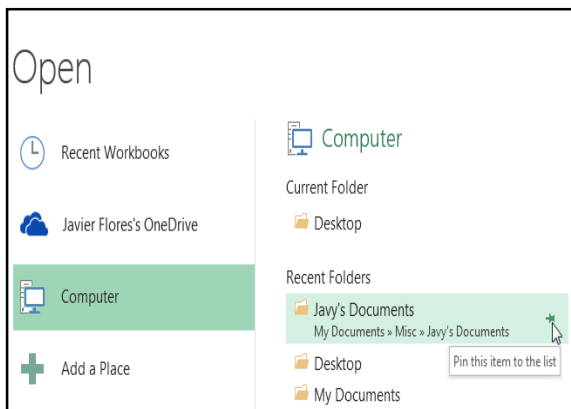 Open
Recent Workbooks
Javier Flores's OneDrive
Computer
Add a Place
Computer
Current Folder
Desktop
Recent Folders
Javy's Documents
My Documents » Misc » Javy's Documents
Desktop
Pin this item to the list
My Documents